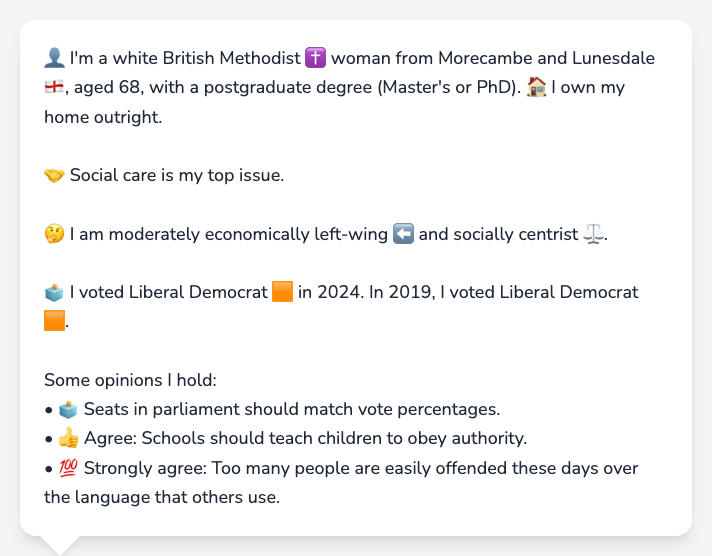 👤 I'm a white British Methodist ✝️ woman from Morecambe and Lunesdale
🏴󠁧󠁢󠁥󠁮󠁧󠁿, aged 68, with a postgraduate degree (Master's or PhD). 🏠 I own my
home outright.
🤝 Social care is my top issue.
🤔 I am moderately economically left-wing ⬅️ and socially centrist ⚖️.
🗳️ I voted Liberal Democrat 🟧 in 2024. In 2019, I voted Liberal Democrat
🟧.
Some opinions I hold:
• 🗳️ Seats in parliament should match vote percentages.
• 👍 Agree: Schools should teach children to obey authority.
• 💯 Strongly agree: Too many people are easily offended these days over
the language that others use.